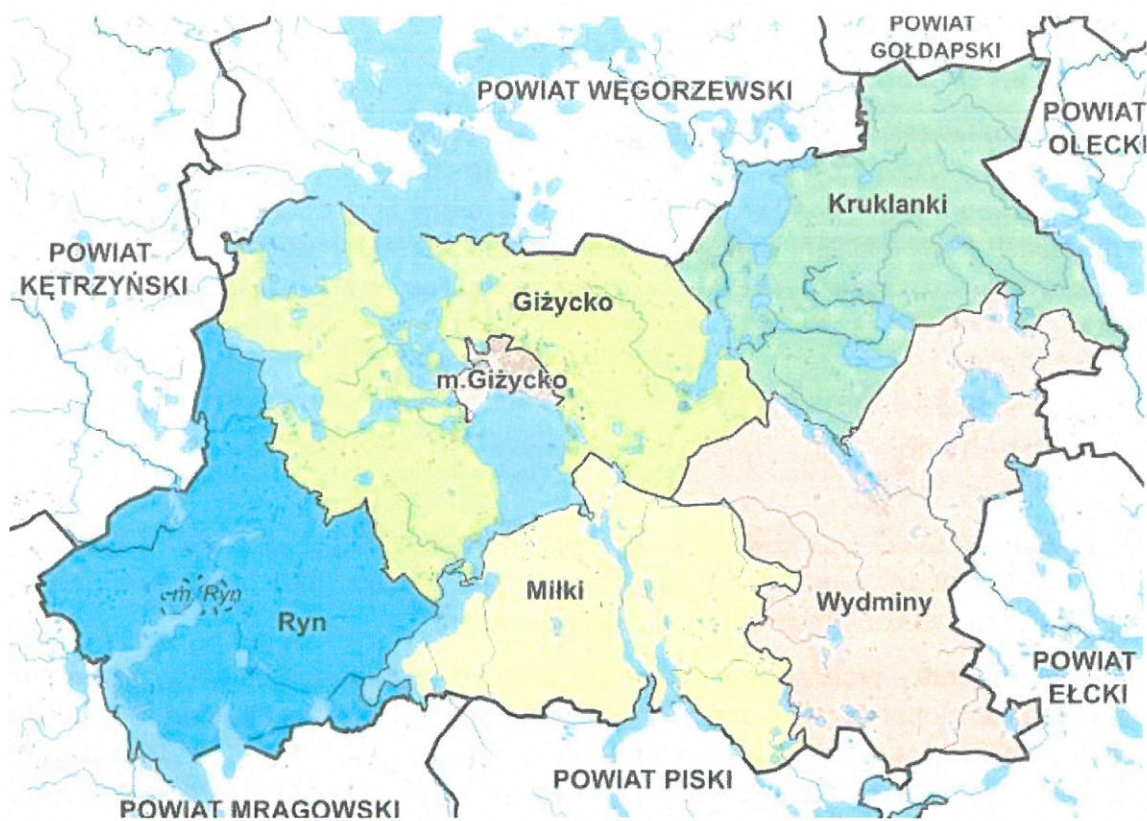 POWIAT
GOŁDAPSKI
POWIAT WĘGORZEWSKI
POWIAT
OLECKI
Kruklanki
POWIAT
KĘTRZYŃSKI
Giżycko
m.Giżycko
m. Ryn
Ryn
Miłki
Wydminy
POWIAT
EŁCKI
POWIAT PISKI
POWIAT MRĄGOWSKI